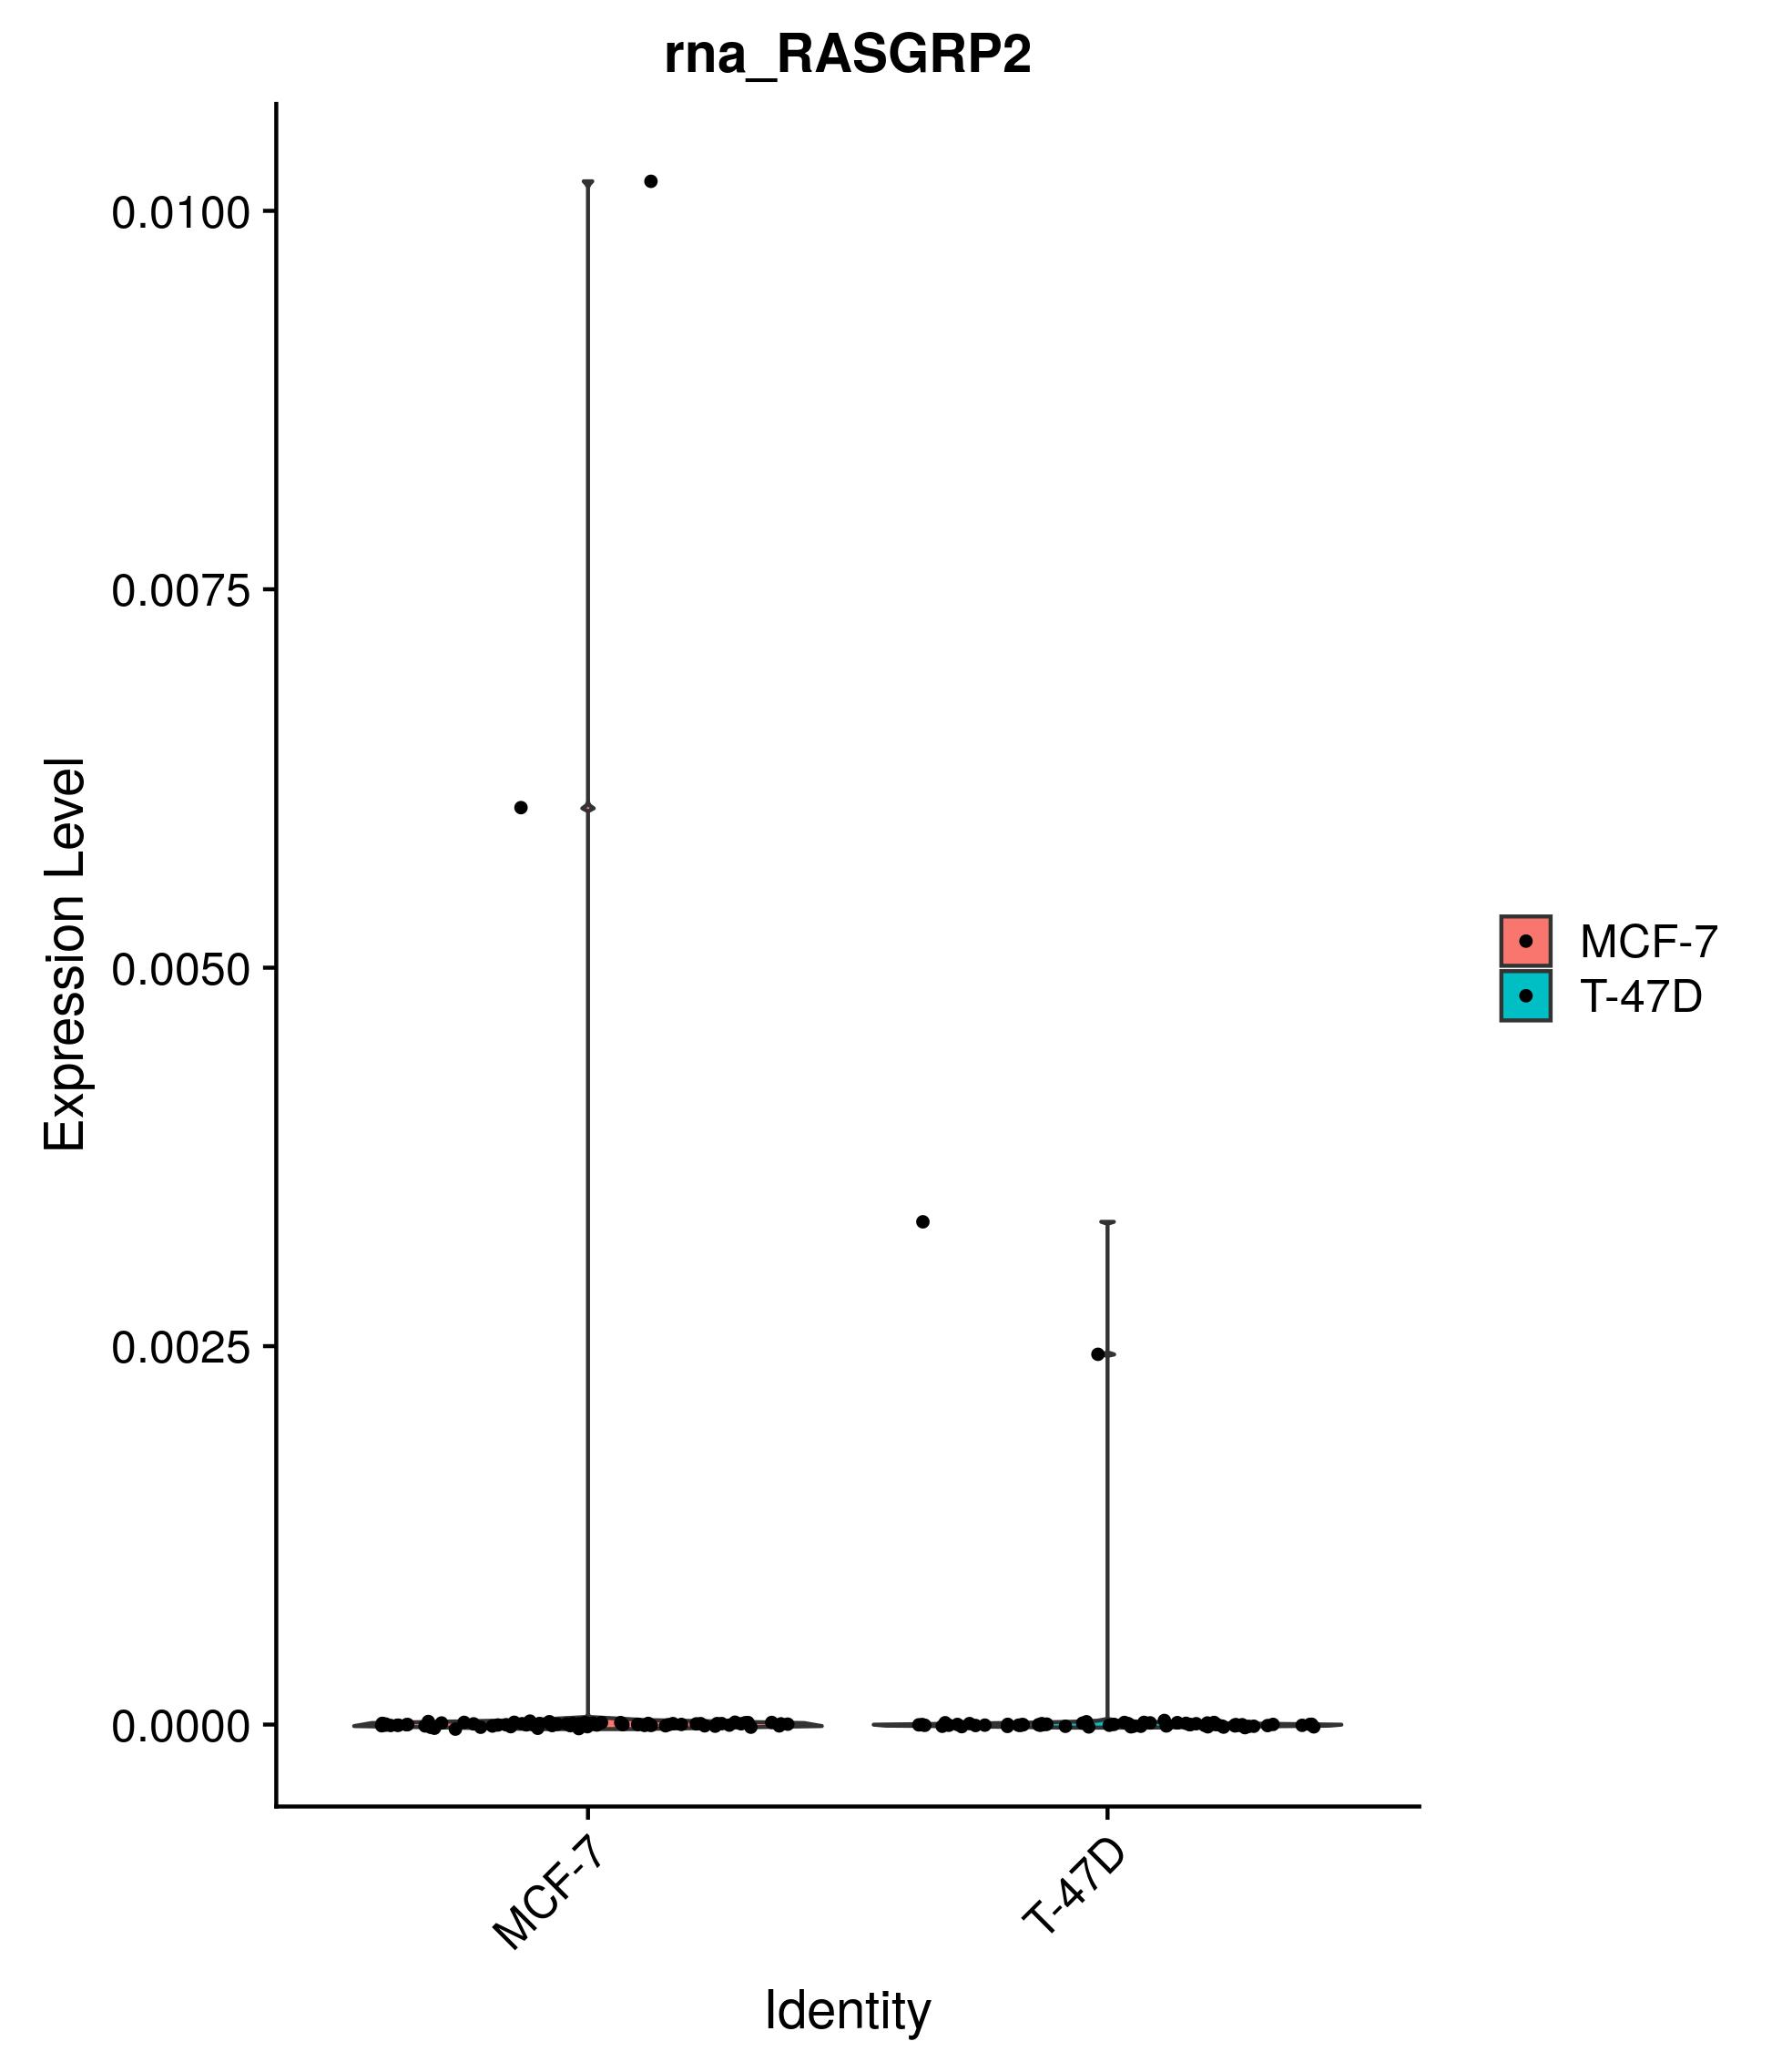 rna_RASGRP2
Expression Level
0.0100
0.0075
0.0050
0.0025
0.0000
MCF-7
T-47D
Identity
MCF-7
T-47D